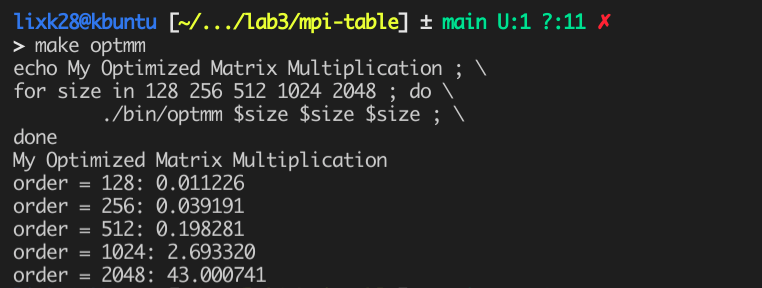 lixk28@kbuntu [~/.../lab3/mpi-table] ± main U:1 ?:11 ✗
> make optmm
echo My Optimized Matrix Multiplication ; \
for size in 128 256 512 1024 2048 ; do \
        ./bin/optmm $size $size $size ; \
done
My Optimized Matrix Multiplication
order = 128: 0.011226
order = 256: 0.039191
order = 512: 0.198281
order = 1024: 2.693320
order = 2048: 43.000741